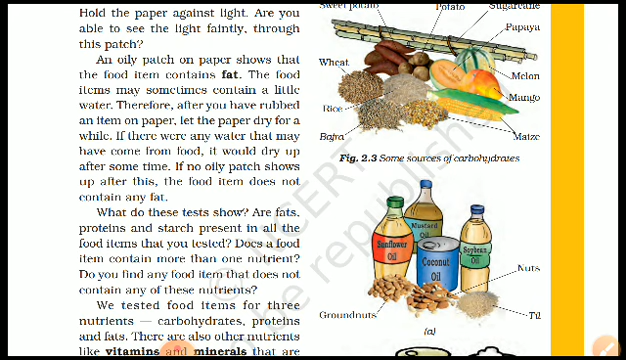 Hold the paper against light. Are you
able to see the light faintly, through
this patch?
An oily patch on paper shows that
the food item contains fat. The food
items may sometimes contain a little
water. Therefore, after you have rubbed
an item on paper, let the paper dry for a
while. If there were any water that may
have come from food, it would dry up
after some time. If no oily patch shows
up after this, the food item does not
contain any fat.
What do these tests show? Are fats,
proteins and starch present in all the
food items that you tested? Does a food
item contain more than one nutrient?
Do you find any food item that does not
contain any of these nutrients?
We tested food items for three
nutrients — carbohydrates, proteins
and fats. There are also other nutrients
like vitamins and minerals that are
Sweet potato
Potato
Sugarcane
Papaya
Wheat
Melon
Mango
Rice
Bajra
Maize
Fig. 2.3 Some sources of carbohydrates
Mustard
Oil
Sunflower
Oil
Soybean
Oil
Coconut
Oil
Nuts
Groundnuts
Til
(a)
NCERT
be republished